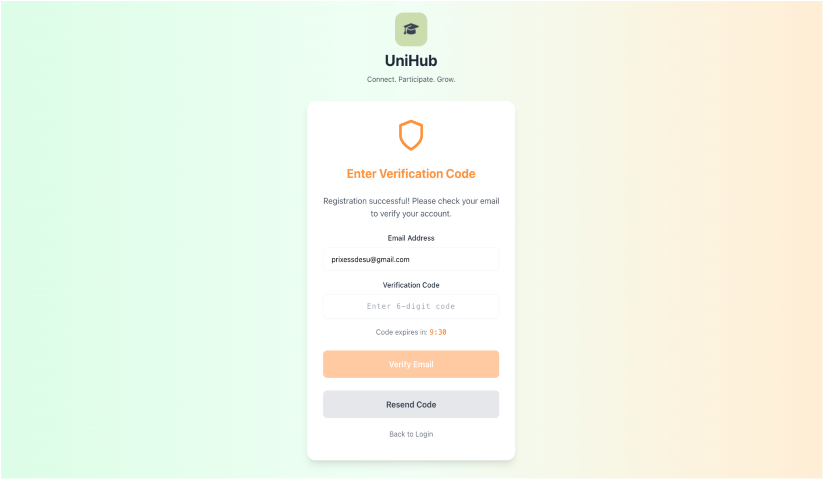 UniHub
Connect. Participate. Grow.
Enter Verification Code
Registration successful! Please check your email
to verify your account.
Email Address
prixessdesu@gmail.com
Verification Code
Enter 6-digit code
Code expires in: 9:30
Verify Email
Resend Code
Back to Login